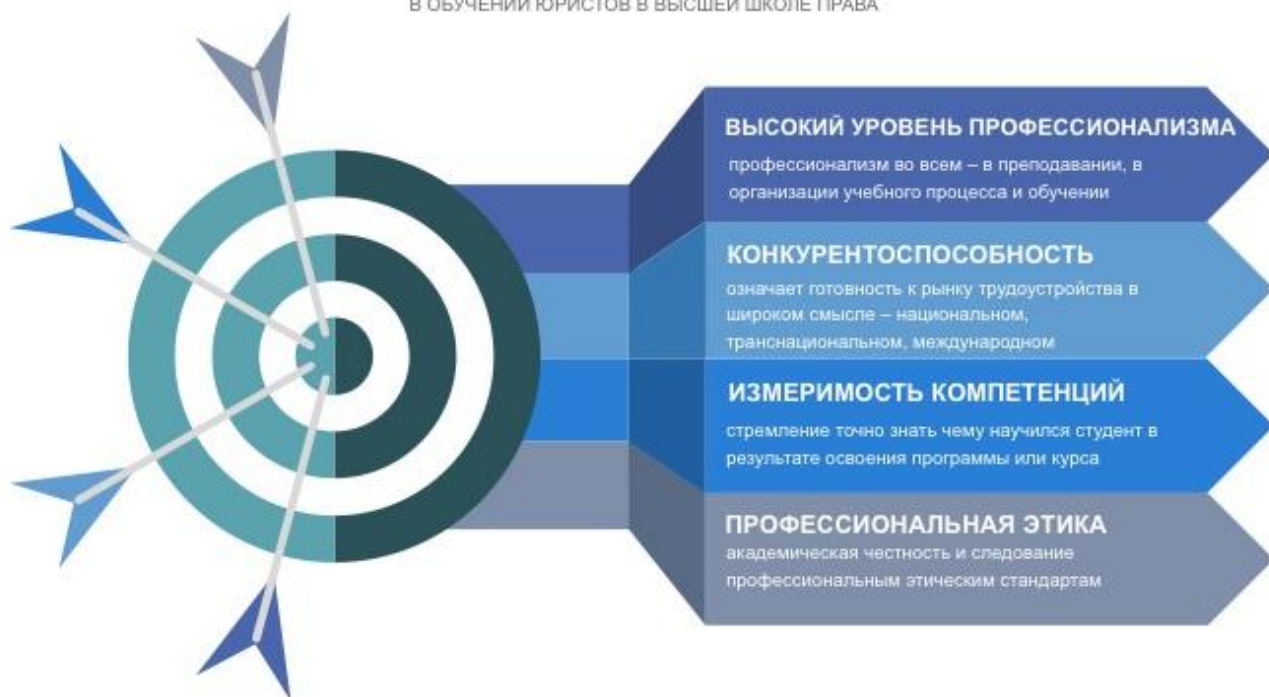 В ОБУЧЕНИИ ЮРИСТОВ В ВЫСШЕЙ ШКОЛЕ ПРАВА
ВЫСОКИЙ УРОВЕНЬ ПРОФЕССИОНАЛИЗМА
профессионализм во всем – в преподавании, в
организации учебного процесса и обучении
КОНКУРЕНТОСПОСОБНОСТЬ
означает готовность к рынку трудоустройства в
широком смысле – национальном,
транснациональном, международном
ИЗМЕРИМОСТЬ КОМПЕТЕНЦИЙ
стремление точно знать чему научился студент в
результате освоения программы или курса
ПРОФЕССИОНАЛЬНАЯ ЭТИКА
академическая честность и следование
профессиональным этическим стандартам